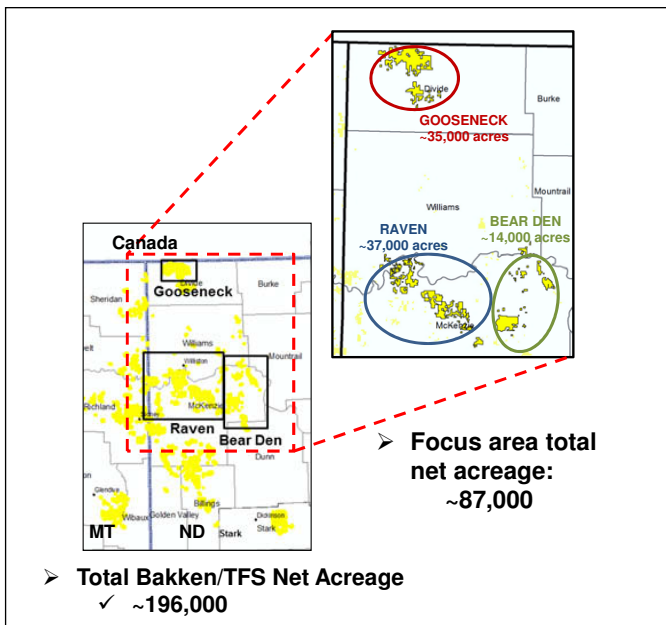 Divide
Burke
GOOSENECK
~35,000 acres
Mountrail
Williams
RAVEN
~37,000 acres
BEAR DEN
~14,000 acres
McKenzie
Canada
Gooseneck
Divide
Burke
Sheridan
Williams
Williston
Mountrail
Richland
Sidney
McKenzie
Raven
Bear Den
Dunn
Glendive
Billings
Golden Valley
Wibaux
Dickinson
Stark
Stark
MT
ND
➢ Focus area total
net acreage:
~87,000
➢ Total Bakken/TFS Net Acreage
✓ ~196,000